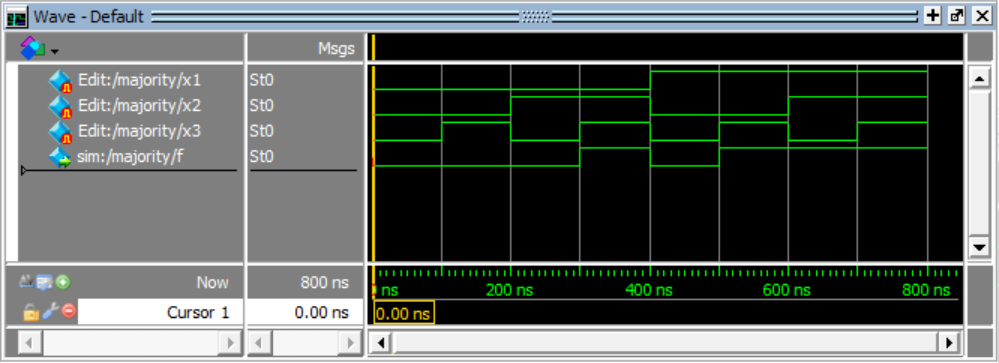 Wave - Default
Msgs
Edit:/majority/x1 St0
Edit:/majority/x2 St0
Edit:/majority/x3 St0
sim:/majority/f St0
Now 800 ns
ns 200 ns 400 ns 600 ns 800 ns
Cursor 1 0.00 ns 0.00 ns